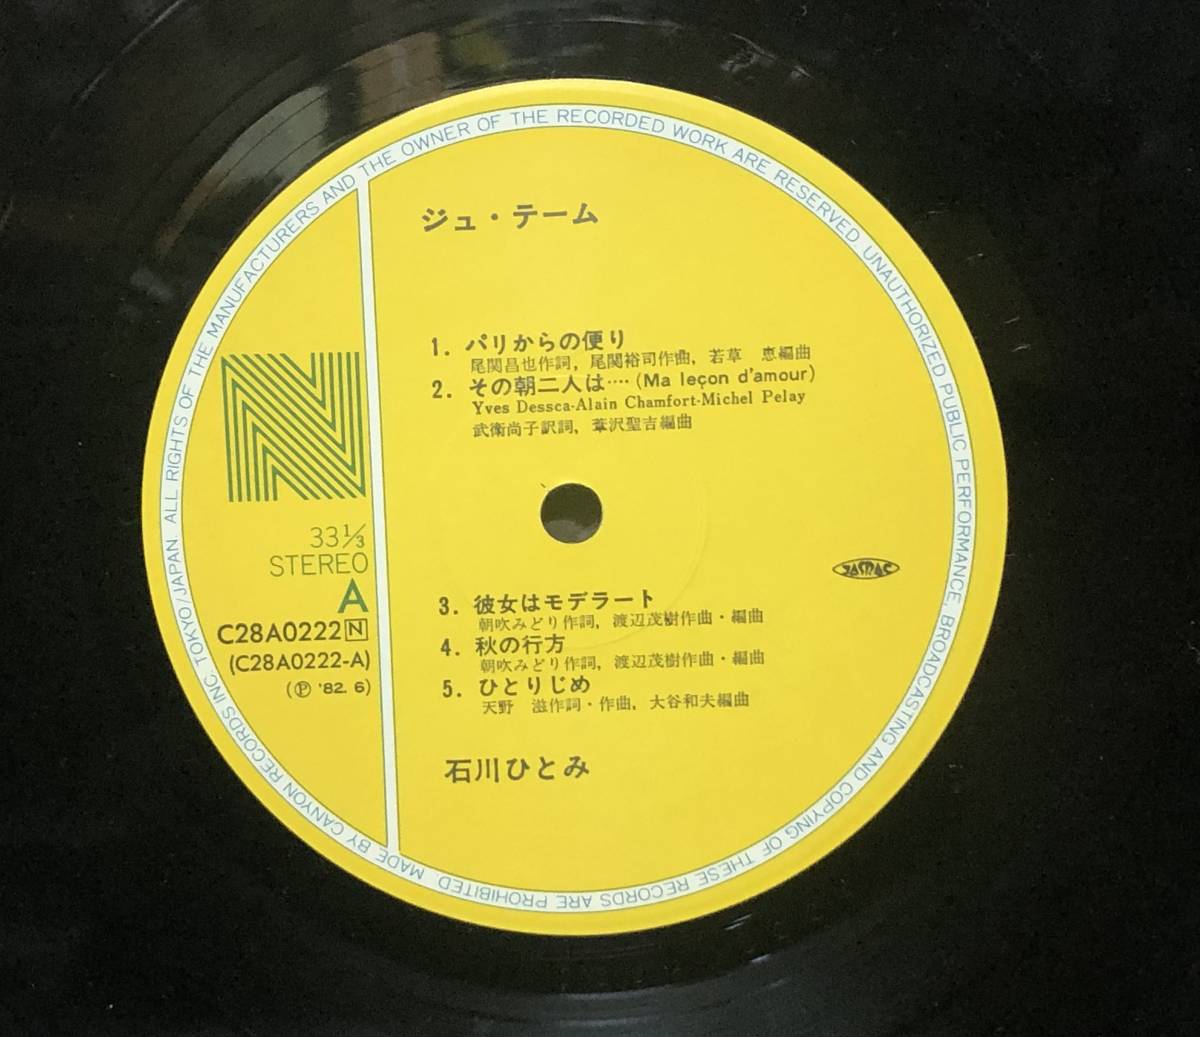 ALL RIGHTS OF THE MANUFACTURERS AND THE OWNER OF THE RECORDED WORK ARE RESERVED. UNAUTHORIZED PUBLIC PERFORMANCE, BROADCASTING AND COPYING OF THESE RECORDS ARE PROHIBITED. MADE BY CANYON RECORDS INC, TOKYO/JAPAN.
ジュ・テーム
1. パリからの便り
尾関昌也作詞, 尾関裕司作曲, 若草 恵編曲
2. その朝二人は‥‥(Ma leçon d'amour)
Yves Dessca-Alain Chamfort-Michel Pelay
武衛尚子訳詞, 葦沢聖吉編曲
N
33⅓
STEREO
A
C28A0222 N
(C28A0222-A)
(Ⓟ '82. 6)
JASRAC
3. 彼女はモデラート
朝吹みどり作詞, 渡辺茂樹作曲・編曲
4. 秋の行方
朝吹みどり作詞, 渡辺茂樹作曲・編曲
5. ひとりじめ
天野 滋作詞・作曲, 大谷和夫編曲
石川ひとみ